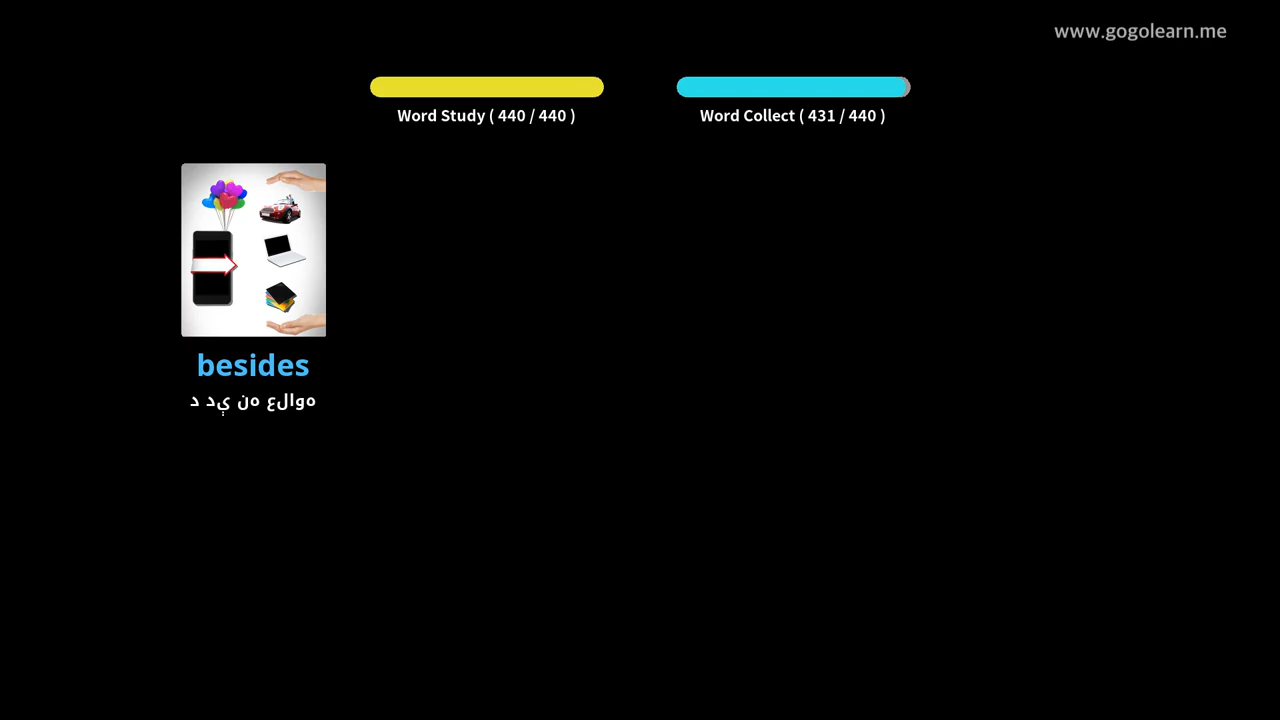 www.gogolearn.me
Word Study ( 440 / 440 )
Word Collect ( 431 / 440 )
besides
د دې نه علاوه